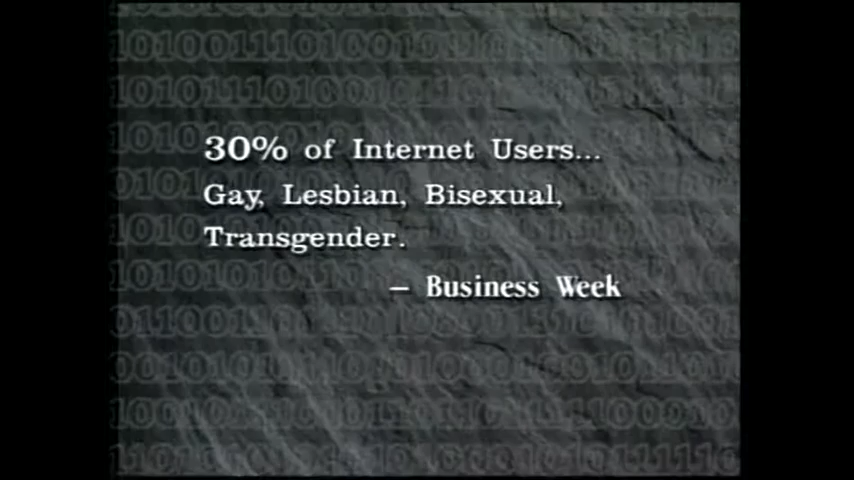 30% of Internet Users...
Gay, Lesbian, Bisexual,
Transgender.
– Business Week